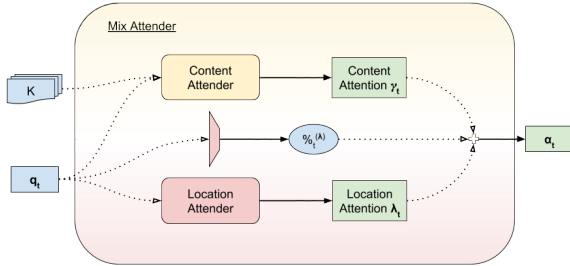 Mix Attender
K
Content
Attender
Content
Attention γₜ
%ₜ⁽λ⁾
qₜ
αₜ
Location
Attender
Location
Attention λₜ